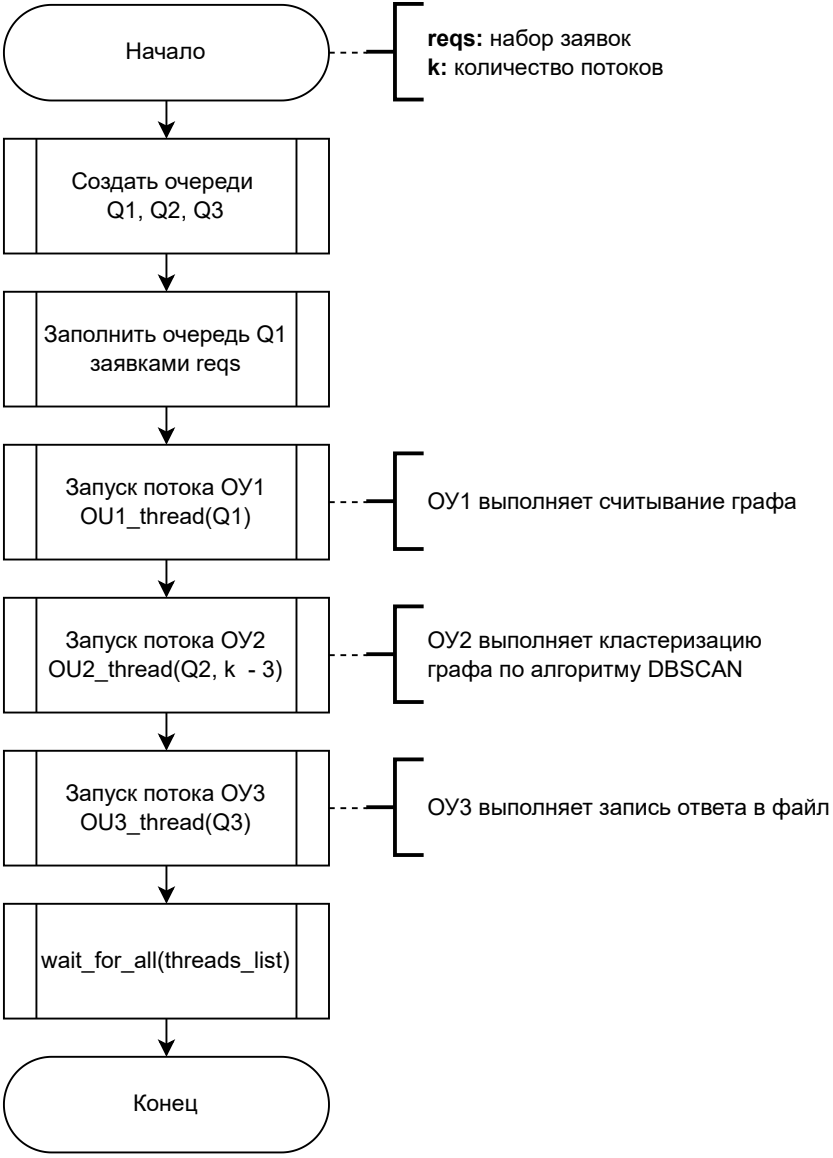 Начало
reqs: набор заявок
k: количество потоков
Создать очереди
Q1, Q2, Q3
Заполнить очередь Q1
заявками reqs
Запуск потока ОУ1
OU1_thread(Q1)
ОУ1 выполняет считывание графа
Запуск потока ОУ2
OU2_thread(Q2, k - 3)
ОУ2 выполняет кластеризацию
графа по алгоритму DBSCAN
Запуск потока ОУ3
OU3_thread(Q3)
ОУ3 выполняет запись ответа в файл
wait_for_all(threads_list)
Конец